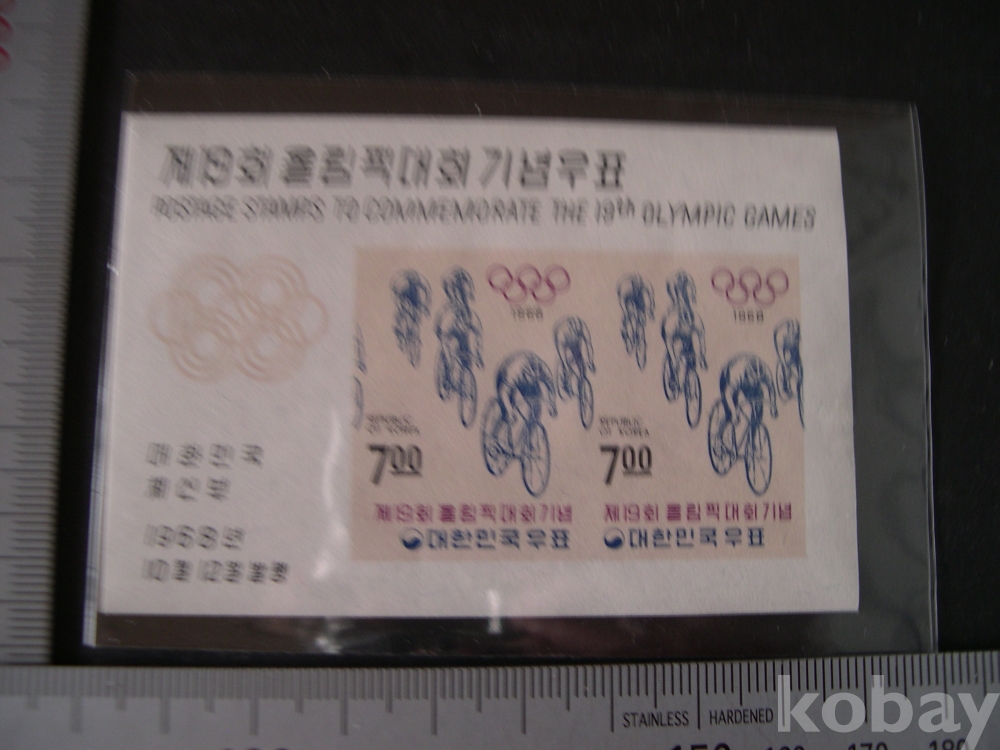 제19회 올림픽대회 기념우표
POSTAGE STAMPS TO COMMEMORATE THE 19th OLYMPIC GAMES
1968
REPUBLIC
OF KOREA
700
제19회 올림픽대회기념
대한민국우표
1968
REPUBLIC
OF KOREA
700
제19회 올림픽대회기념
대한민국우표
대한민국
체신부
1968년
10월 12일 발행
STAINLESS
HARDENED
kobay